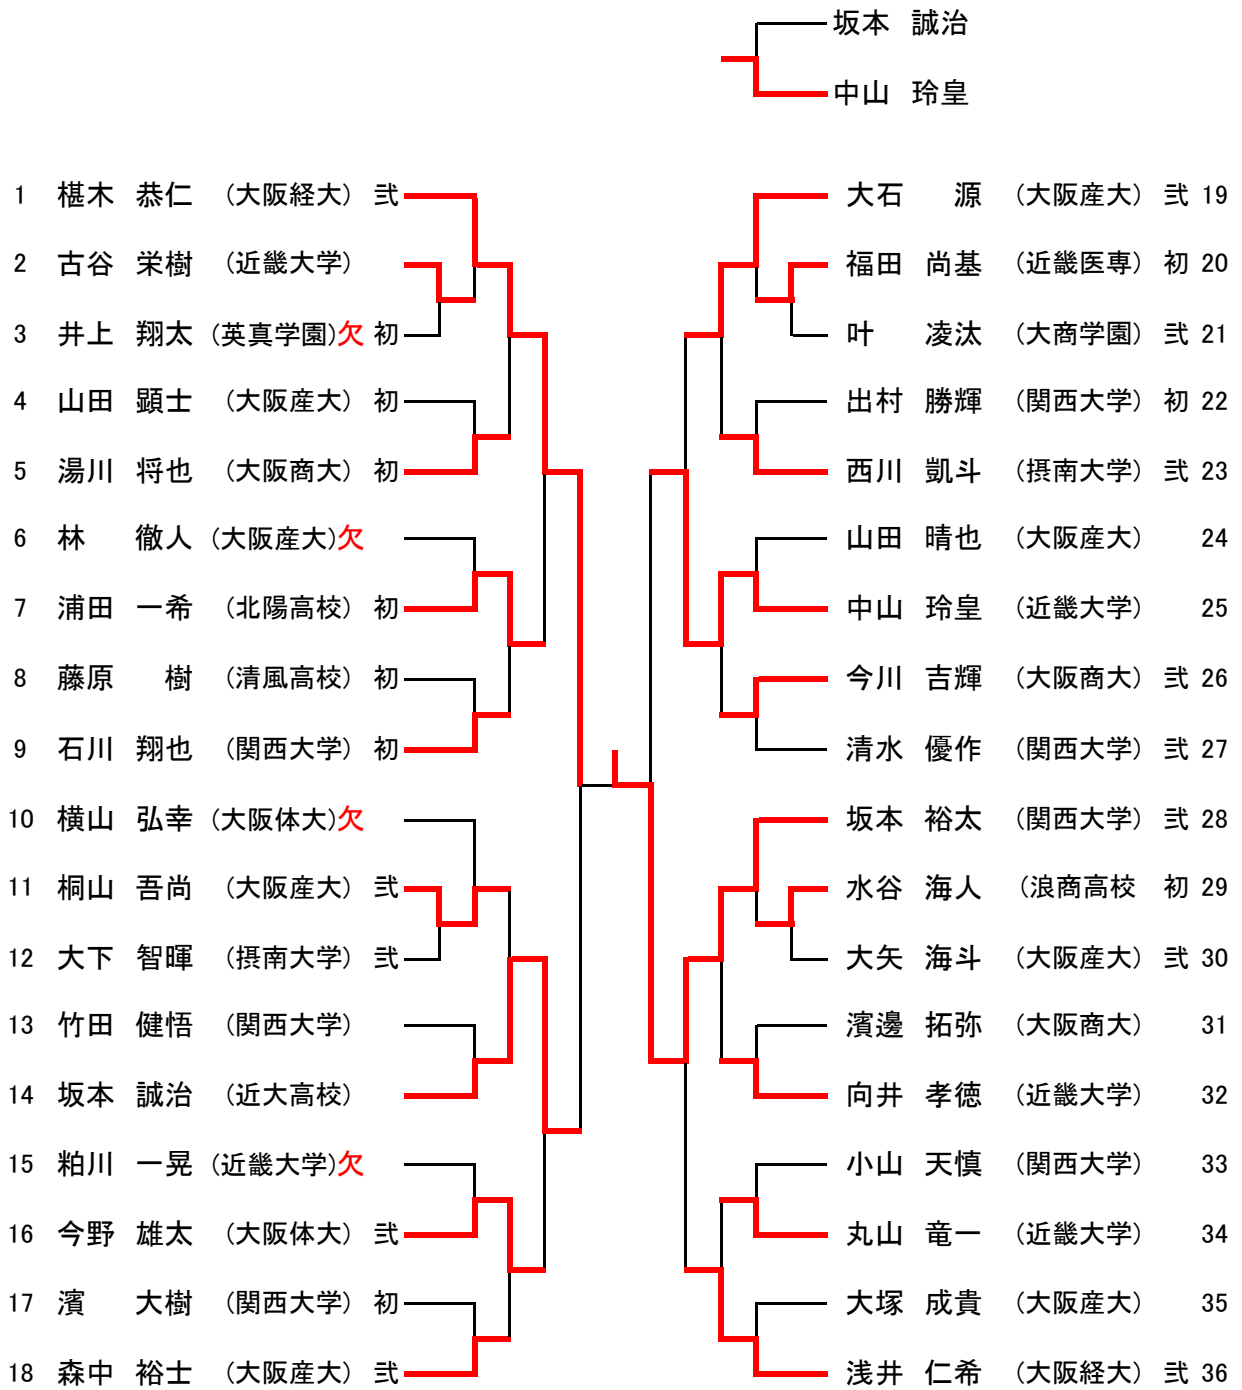 坂本 誠治
中山 玲皇
1 椹木 恭仁 (大阪経大) 弐
2 古谷 栄樹 (近畿大学)
3 井上 翔太 (英真学園)欠 初
4 山田 顕士 (大阪産大) 初
5 湯川 将也 (大阪商大) 初
6 林 徹人 (大阪産大)欠
7 浦田 一希 (北陽高校) 初
8 藤原 樹 (清風高校) 初
9 石川 翔也 (関西大学) 初
10 横山 弘幸 (大阪体大)欠
11 桐山 吾尚 (大阪産大) 弐
12 大下 智暉 (摂南大学) 弐
13 竹田 健悟 (関西大学)
14 坂本 誠治 (近大高校)
15 粕川 一晃 (近畿大学)欠
16 今野 雄太 (大阪体大) 弐
17 濱 大樹 (関西大学) 初
18 森中 裕士 (大阪産大) 弐
大石 源 (大阪産大) 弐 19
福田 尚基 (近畿医専) 初 20
叶 凌汰 (大商学園) 弐 21
出村 勝輝 (関西大学) 初 22
西川 凱斗 (摂南大学) 弐 23
山田 晴也 (大阪産大) 24
中山 玲皇 (近畿大学) 25
今川 吉輝 (大阪商大) 弐 26
清水 優作 (関西大学) 弐 27
坂本 裕太 (関西大学) 弐 28
水谷 海人 (浪商高校 初 29
大矢 海斗 (大阪産大) 弐 30
濱邊 拓弥 (大阪商大) 31
向井 孝徳 (近畿大学) 32
小山 天慎 (関西大学) 33
丸山 竜一 (近畿大学) 34
大塚 成貴 (大阪産大) 35
浅井 仁希 (大阪経大) 弐 36